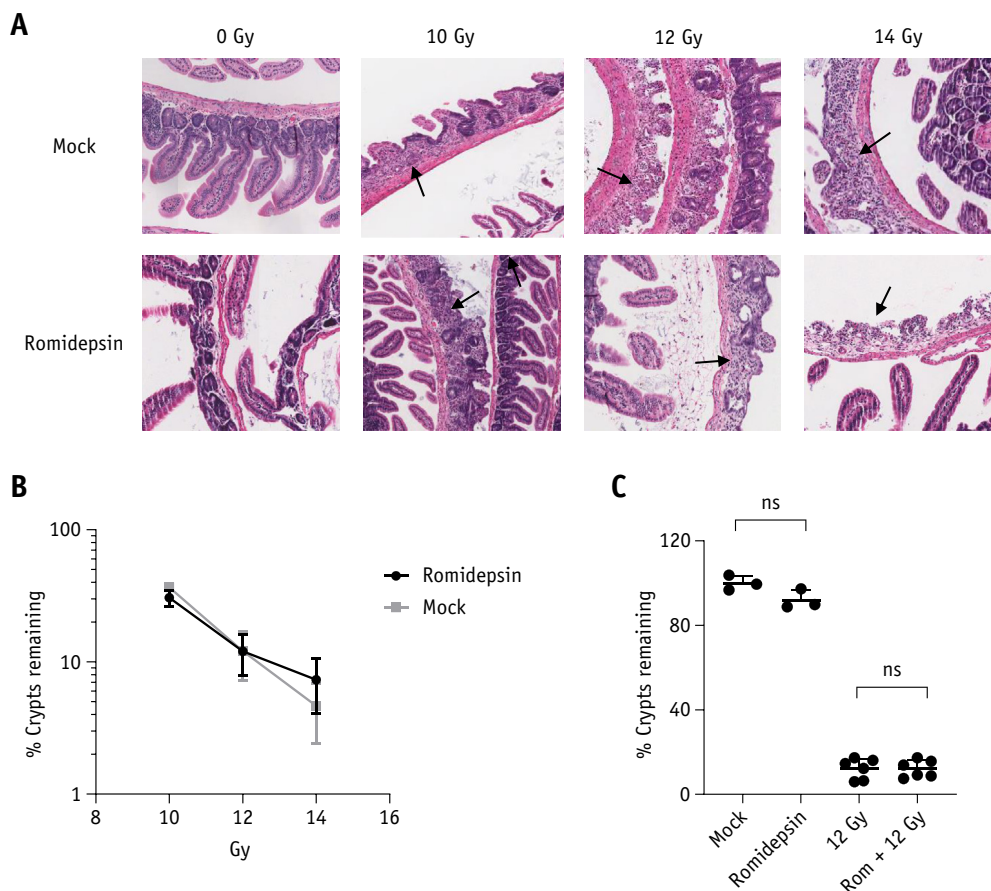 A
0 Gy 10 Gy 12 Gy 14 Gy
Mock
Romidepsin
B
100
10
1
8 10 12 14 16
% Crypts remaining
Gy
Romidepsin
Mock
C
ns
ns
120
80
40
0
% Crypts remaining
Mock
Romidepsin
12 Gy
Rom + 12 Gy